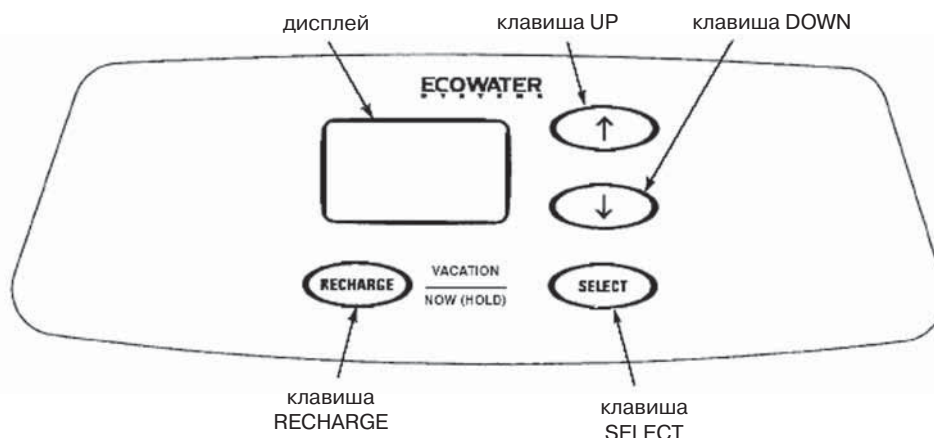 дисплей
клавиша UP
клавиша DOWN
ECOWATER
SYSTEMS
↑
↓
RECHARGE
VACATION
NOW (HOLD)
SELECT
клавиша
RECHARGE
клавиша
SELECT